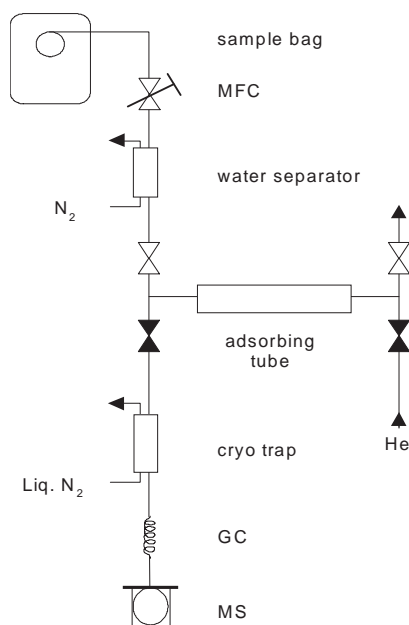 sample bag
MFC
water separator
N2
adsorbing
tube
He
cryo trap
Liq. N2
GC
MS